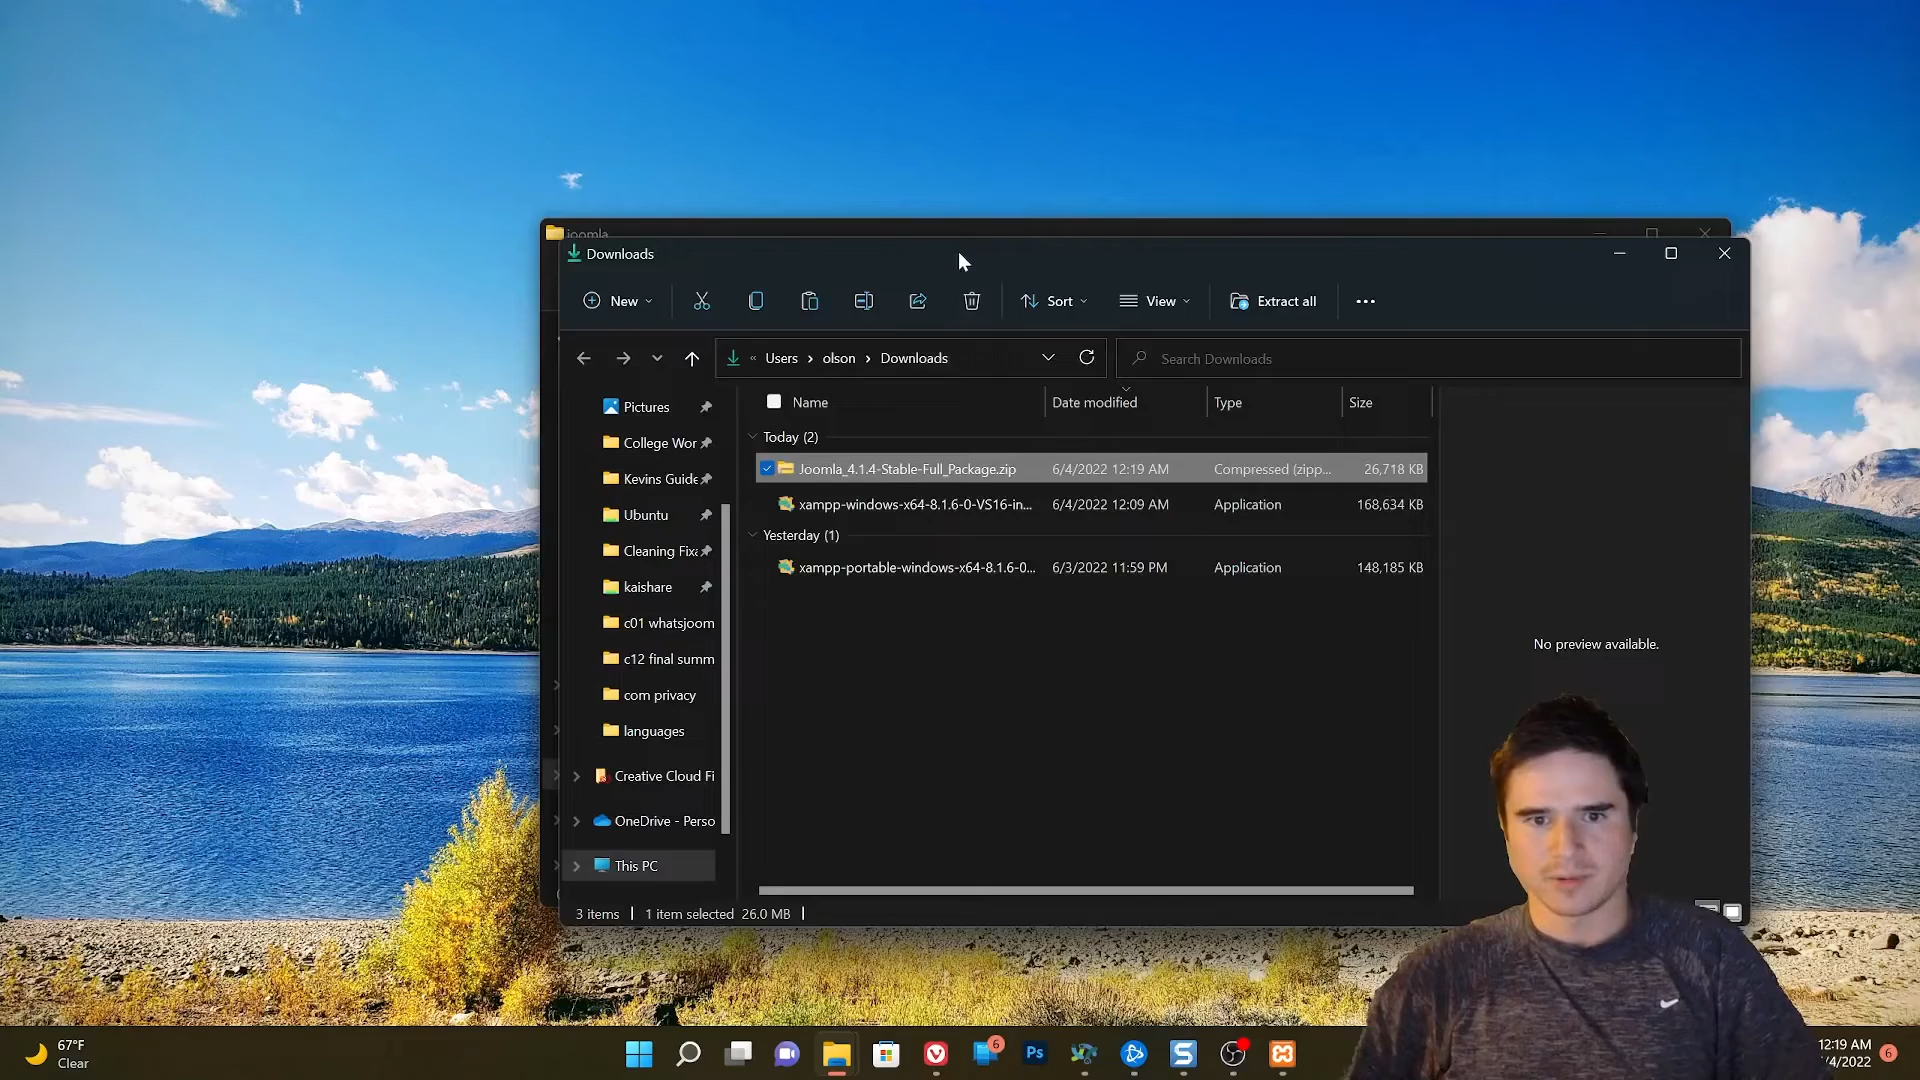 joomla
Downloads
New
Sort
View
Extract all
« Users > olson > Downloads
Search Downloads
Name
Date modified
Type
Size
Pictures
College Wor
Kevins Guide
Ubuntu
Cleaning Fixa
kaishare
c01 whatsjoom
c12 final summ
com privacy
languages
Creative Cloud Fi
OneDrive - Perso
This PC
Today (2)
Joomla_4.1.4-Stable-Full_Package.zip 6/4/2022 12:19 AM Compressed (zipp... 26,718 KB
xampp-windows-x64-8.1.6-0-VS16-in... 6/4/2022 12:09 AM Application 168,634 KB
Yesterday (1)
xampp-portable-windows-x64-8.1.6-0... 6/3/2022 11:59 PM Application 148,185 KB
No preview available.
3 items 1 item selected 26.0 MB
67°F
Clear
6
Ps
12:19 AM
/4/2022
6